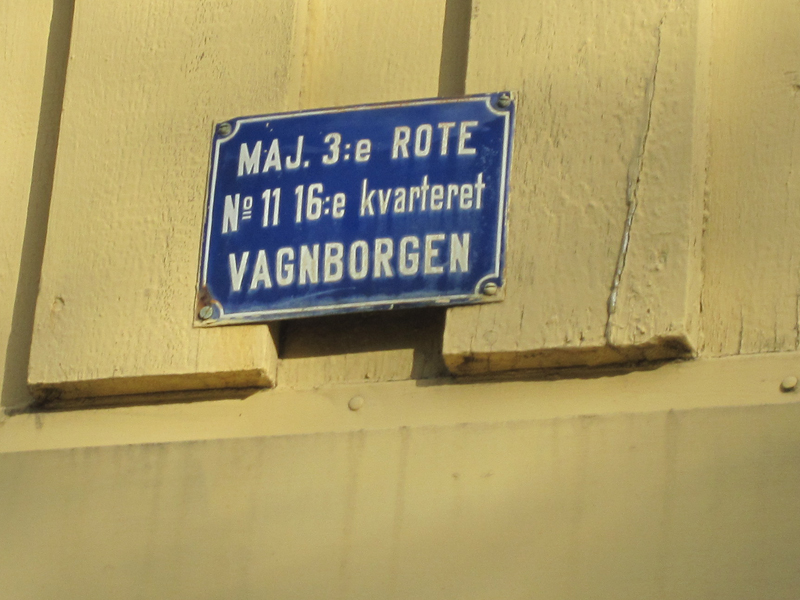 MAJ. 3:e ROTE
Nº 11 16:e kvarteret
VAGNBORGEN